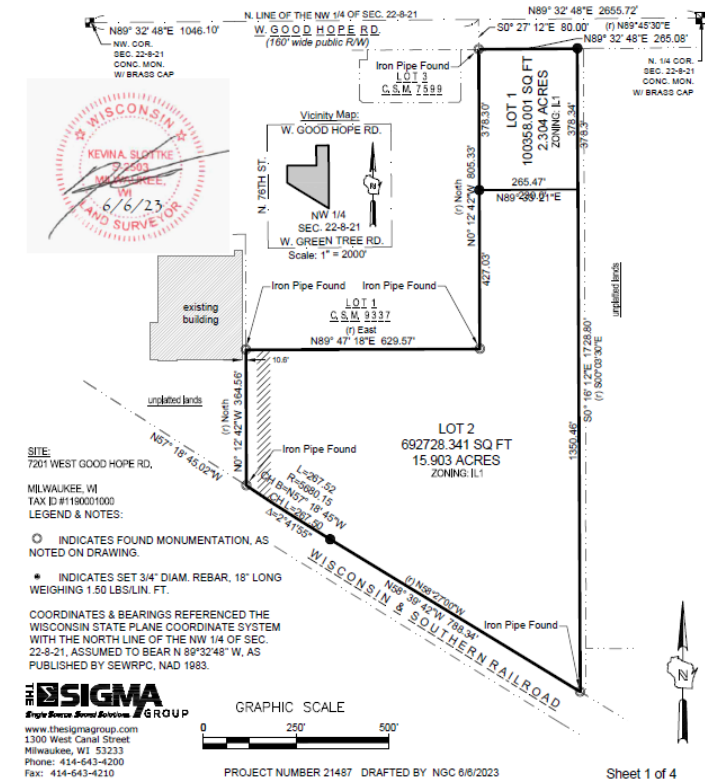 N89° 32' 48"E 1046.10'
N. LINE OF THE NW 1/4 OF SEC. 22-8-21
N89° 32' 48"E 2655.72'
W. GOOD HOPE RD.
(160' wide public R/W)
S0° 27' 12"E 80.00'
(r) N89°45'30"E
N89° 32' 48"E 265.08'
NW. COR.
SEC. 22-8-21
CONC. MON.
W/ BRASS CAP
N. 1/4 COR.
SEC. 22-8-21
CONC. MON.
W/ BRASS CAP
Iron Pipe Found
LOT 3
C.S.M. 7599
LOT 1
100358.001 SQ FT
2.304 ACRES
ZONING: IL1
378.30'
378.34'
378.3'
WISCONSIN
KEVIN A. SLOTTKE
MILWAUKEE,
WI
6/6/23
LAND SURVEYOR
Vicinity Map:
W. GOOD HOPE RD.
N. 76TH ST.
NW 1/4
SEC. 22-8-21
W. GREEN TREE RD.
Scale: 1" = 2000'
(r) North
N0° 12' 42"W 805.33'
265.47'
427.03'
unplatted lands
existing
building
Iron Pipe Found
Iron Pipe Found
LOT 1
C.S.M. 9337
(r) East
N89° 47' 18"E 629.57'
10.6'
S0° 16' 12"E 1728.80'
(r) S00°03'30"E
1350.46'
unplatted lands
(r) North
N0° 12' 42"W 364.56'
N57° 18' 45.02"W
Iron Pipe Found
LOT 2
692728.341 SQ FT
15.903 ACRES
ZONING: IL1
L=267.52
R=5680.15
CH B=N57° 18' 45"W
CH L=267.50
Δ=2°41'55"
(r) N58°27'00"W
N58° 39' 42"W 788.34'
WISCONSIN & SOUTHERN RAILROAD
Iron Pipe Found
SITE:
7201 WEST GOOD HOPE RD,
MILWAUKEE, WI
TAX ID #1190001000
LEGEND & NOTES:
INDICATES FOUND MONUMENTATION, AS
NOTED ON DRAWING.
INDICATES SET 3/4" DIAM. REBAR, 18" LONG
WEIGHING 1.50 LBS/LIN. FT.
COORDINATES & BEARINGS REFERENCED THE
WISCONSIN STATE PLANE COORDINATE SYSTEM
WITH THE NORTH LINE OF THE NW 1/4 OF SEC.
22-8-21, ASSUMED TO BEAR N 89°32'48" W, AS
PUBLISHED BY SEWRPC, NAD 1983.
THE SIGMA GROUP
Single Source Sound Solutions
www.thesigmagroup.com
1300 West Canal Street
Milwaukee, WI 53233
Phone: 414-643-4200
Fax: 414-643-4210
GRAPHIC SCALE
0 250' 500'
PROJECT NUMBER 21487 DRAFTED BY NGC 6/6/2023
Sheet 1 of 4
N
N